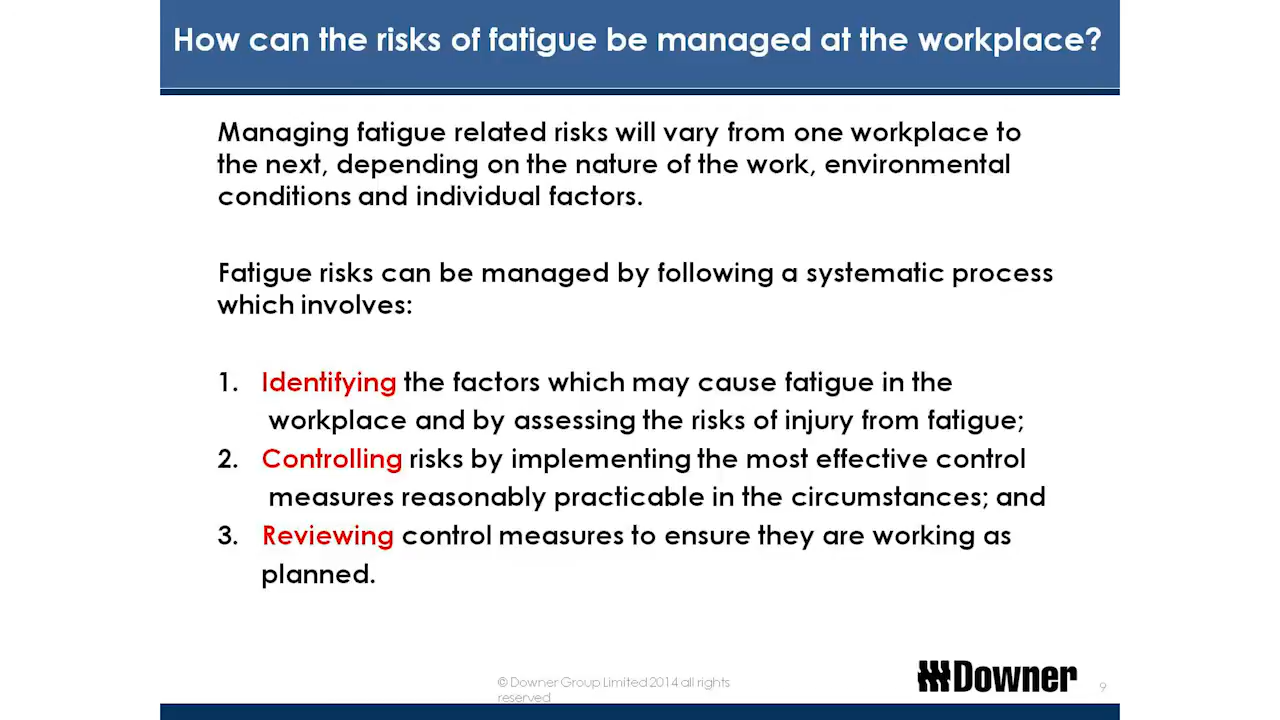 How can the risks of fatigue be managed at the workplace?
Managing fatigue related risks will vary from one workplace to
the next, depending on the nature of the work, environmental
conditions and individual factors.
Fatigue risks can be managed by following a systematic process
which involves:
1. Identifying the factors which may cause fatigue in the
workplace and by assessing the risks of injury from fatigue;
2. Controlling risks by implementing the most effective control
measures reasonably practicable in the circumstances; and
3. Reviewing control measures to ensure they are working as
planned.
© Downer Group Limited 2014 all rights
reserved
Downer
9